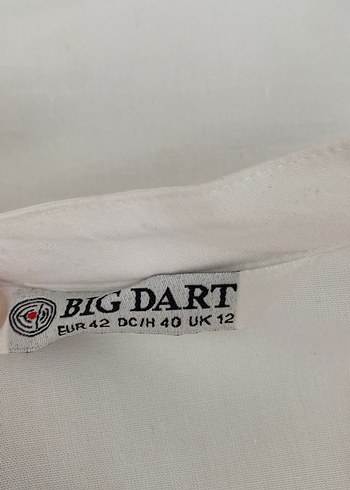 BIG DART
EUR 42 DC/H 40 UK 12